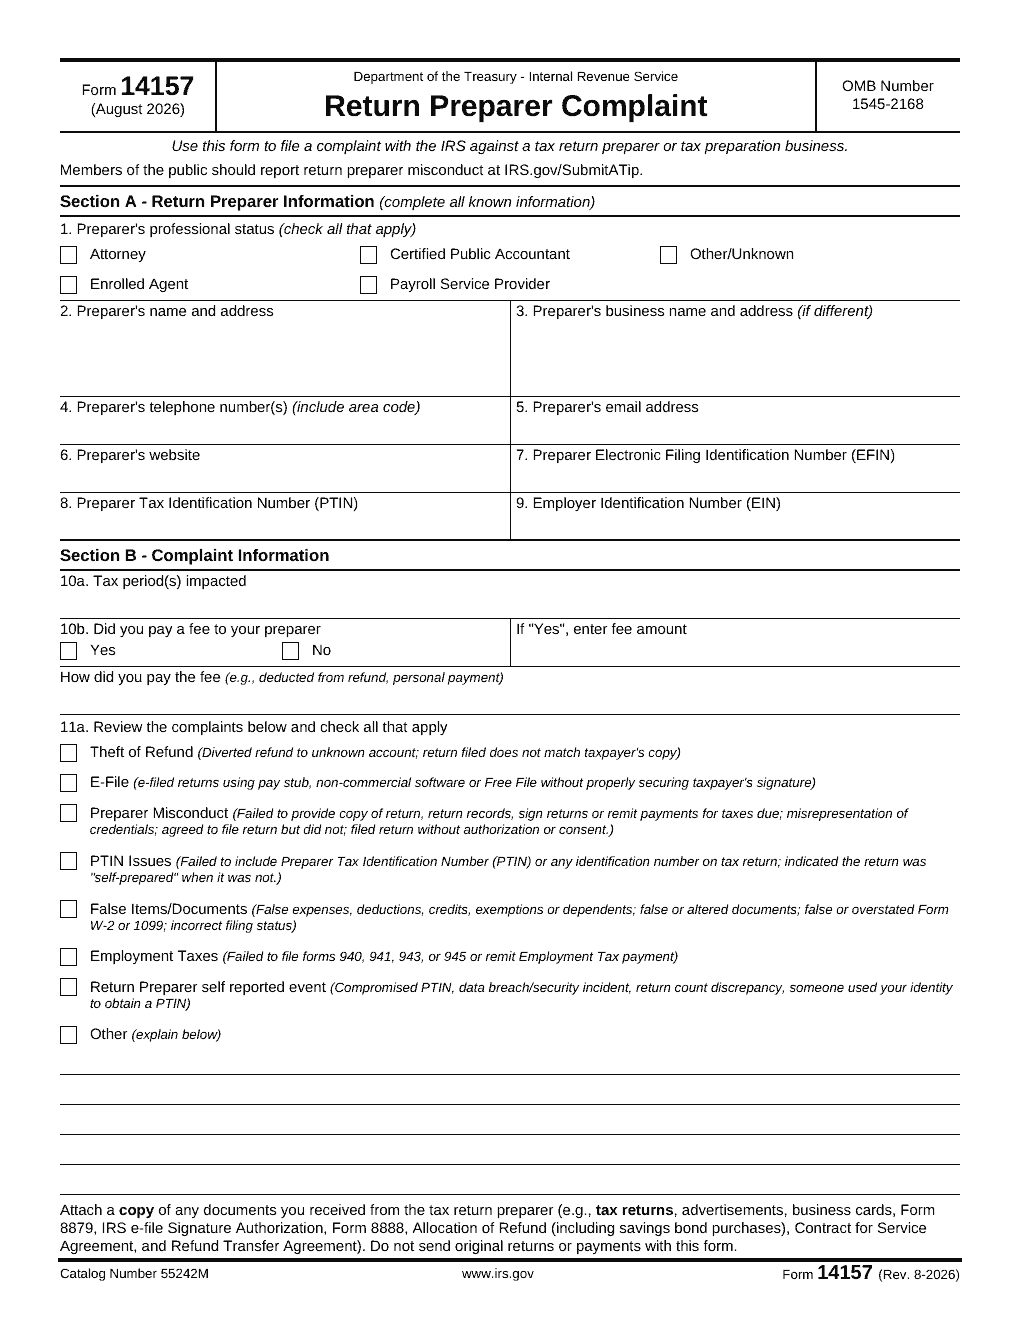 Form 14157
(August 2026)
Department of the Treasury - Internal Revenue Service
Return Preparer Complaint
OMB Number
1545-2168
Use this form to file a complaint with the IRS against a tax return preparer or tax preparation business.
Members of the public should report return preparer misconduct at IRS.gov/SubmitATip.
Section A - Return Preparer Information (complete all known information)
1. Preparer's professional status (check all that apply)
Attorney
Certified Public Accountant
Other/Unknown
Enrolled Agent
Payroll Service Provider
2. Preparer's name and address
3. Preparer's business name and address (if different)
4. Preparer's telephone number(s) (include area code)
5. Preparer's email address
6. Preparer's website
7. Preparer Electronic Filing Identification Number (EFIN)
8. Preparer Tax Identification Number (PTIN)
9. Employer Identification Number (EIN)
Section B - Complaint Information
10a. Tax period(s) impacted
10b. Did you pay a fee to your preparer
Yes
No
If "Yes", enter fee amount
How did you pay the fee (e.g., deducted from refund, personal payment)
11a. Review the complaints below and check all that apply
Theft of Refund (Diverted refund to unknown account; return filed does not match taxpayer's copy)
E-File (e-filed returns using pay stub, non-commercial software or Free File without properly securing taxpayer's signature)
Preparer Misconduct (Failed to provide copy of return, return records, sign returns or remit payments for taxes due; misrepresentation of
credentials; agreed to file return but did not; filed return without authorization or consent.)
PTIN Issues (Failed to include Preparer Tax Identification Number (PTIN) or any identification number on tax return; indicated the return was
"self-prepared" when it was not.)
False Items/Documents (False expenses, deductions, credits, exemptions or dependents; false or altered documents; false or overstated Form
W-2 or 1099; incorrect filing status)
Employment Taxes (Failed to file forms 940, 941, 943, or 945 or remit Employment Tax payment)
Return Preparer self reported event (Compromised PTIN, data breach/security incident, return count discrepancy, someone used your identity
to obtain a PTIN)
Other (explain below)
Attach a copy of any documents you received from the tax return preparer (e.g., tax returns, advertisements, business cards, Form
8879, IRS e-file Signature Authorization, Form 8888, Allocation of Refund (including savings bond purchases), Contract for Service
Agreement, and Refund Transfer Agreement). Do not send original returns or payments with this form.
Catalog Number 55242M
www.irs.gov
Form 14157 (Rev. 8-2026)